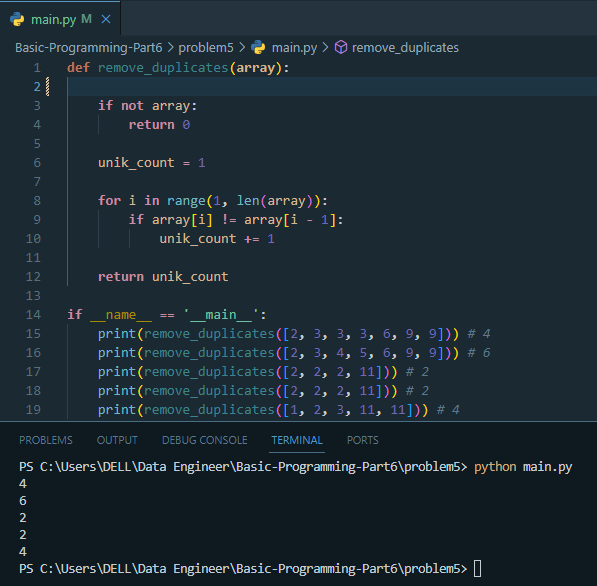 main.py M ×
Basic-Programming-Part6 > problem5 > main.py > remove_duplicates
1 def remove_duplicates(array):
2
3     if not array:
4         return 0
5
6     unik_count = 1
7
8     for i in range(1, len(array)):
9         if array[i] != array[i - 1]:
10             unik_count += 1
11
12     return unik_count
13
14 if __name__ == '__main__':
15     print(remove_duplicates([2, 3, 3, 3, 6, 9, 9])) # 4
16     print(remove_duplicates([2, 3, 4, 5, 6, 9, 9])) # 6
17     print(remove_duplicates([2, 2, 2, 11])) # 2
18     print(remove_duplicates([2, 2, 2, 11])) # 2
19     print(remove_duplicates([1, 2, 3, 11, 11])) # 4
PROBLEMS OUTPUT DEBUG CONSOLE TERMINAL PORTS
PS C:\Users\DELL\Data Engineer\Basic-Programming-Part6\problem5> python main.py
4
6
2
2
4
PS C:\Users\DELL\Data Engineer\Basic-Programming-Part6\problem5>